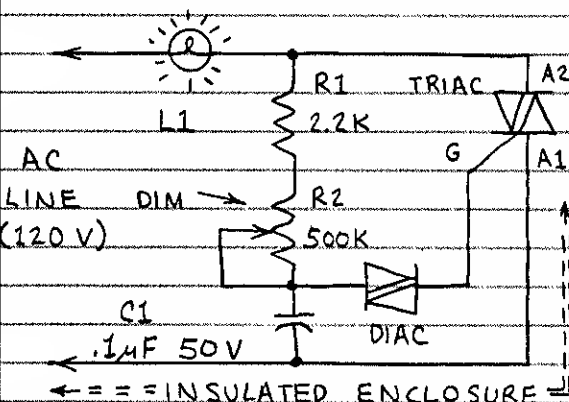 R1
TRIAC
A2
L1
2.2K
G
A1
AC
LINE
(120 V)
DIM
R2
500K
C1
.1µF 50V
DIAC
INSULATED ENCLOSURE